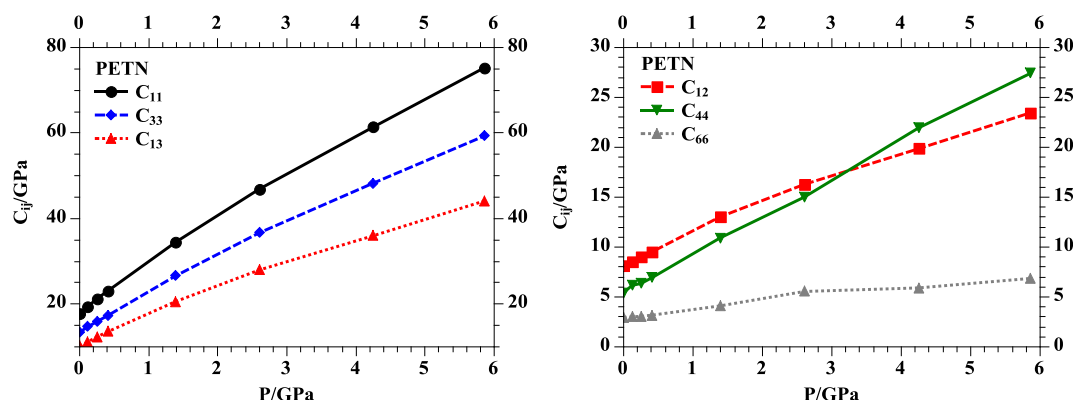 0 1 2 3 4 5 6
80 80
PETN
C11
C33
C13
60 60
40 40
20 20
Cij/GPa
0 1 2 3 4 5 6
P/GPa
0 1 2 3 4 5 6
30 30
PETN
C12
C44
C66
25 25
20 20
15 15
10 10
5 5
0 0
Cij/GPa
0 1 2 3 4 5 6
P/GPa